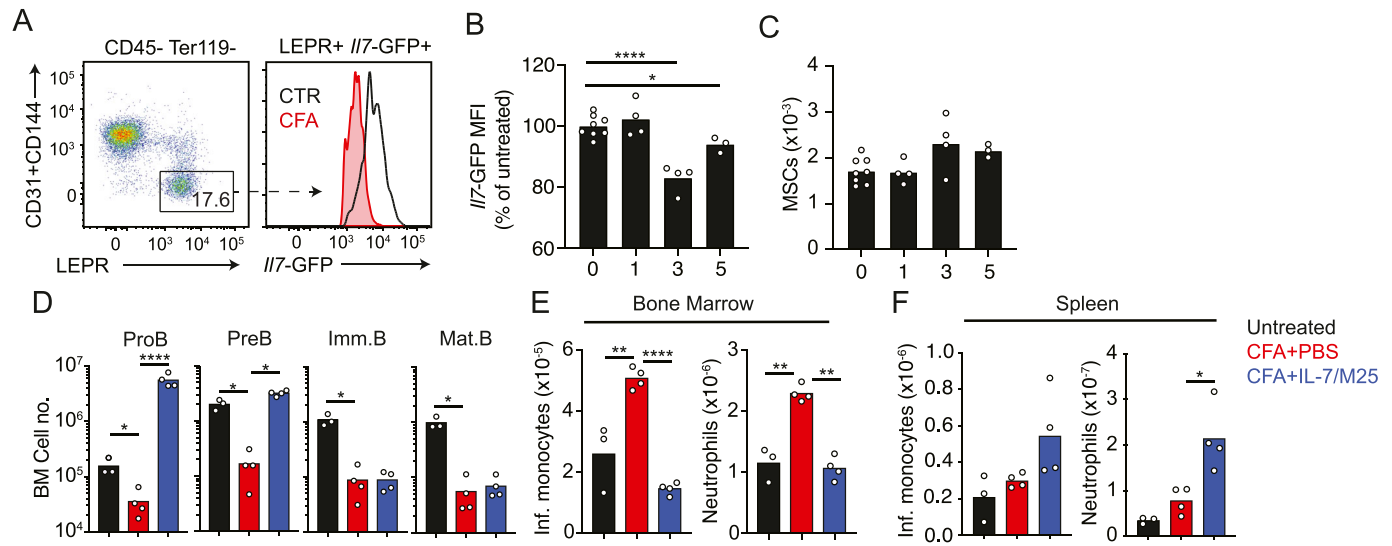 A
CD45- Ter119-
LEPR+ Il7-GFP+
CD31+CD144
10⁵
10⁴
10³
0
17.6
0 10³ 10⁴ 10⁵
LEPR
CTR
CFA
10³ 10⁴ 10⁵
Il7-GFP
B
Il7-GFP MFI
(% of untreated)
120
100
80
60
****
*
0 1 3 5
C
MSCs (x10⁻³)
4
3
2
1
0
0 1 3 5
D
BM Cell no.
10⁷
10⁶
10⁵
10⁴
ProB
PreB
Imm.B
Mat.B
* ****
* *
*
*
E
Bone Marrow
Inf. monocytes (x10⁻⁵)
6
4
2
0
** ****
Neutrophils (x10⁻⁶)
3
2
1
0
** **
F
Spleen
Inf. monocytes (x10⁻⁶)
1.0
0.8
0.6
0.4
0.2
0.0
Neutrophils (x10⁻⁷)
4
3
2
1
0
*
Untreated
CFA+PBS
CFA+IL-7/M25